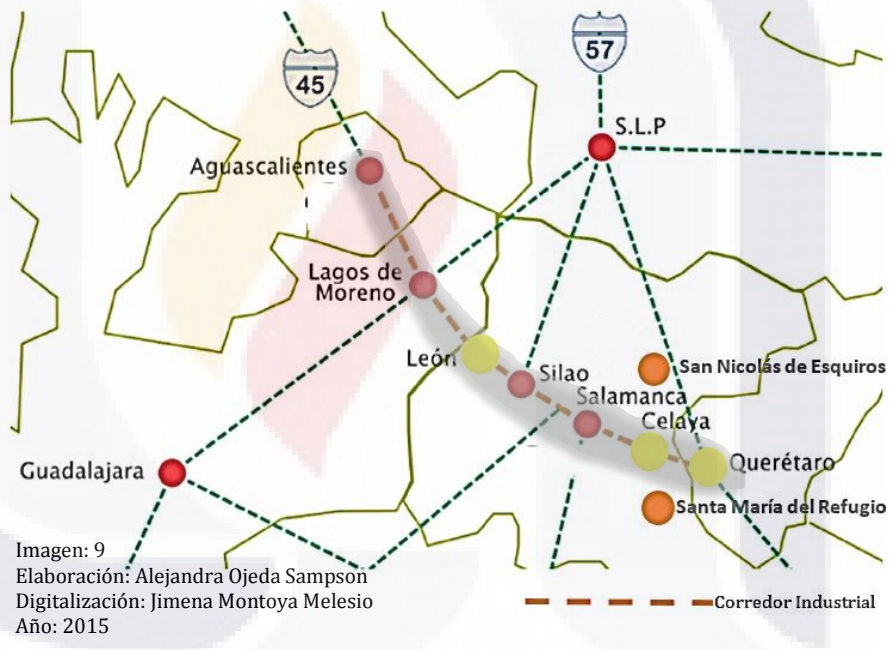 45
57
S.L.P
Aguascalientes
Lagos de
Moreno
León
Silao
San Nicolás de Esquiros
Salamanca
Celaya
Guadalajara
Querétaro
Santa María del Refugio
Imagen: 9
Elaboración: Alejandra Ojeda Sampson
Digitalización: Jimena Montoya Melesio
Año: 2015
Corredor Industrial